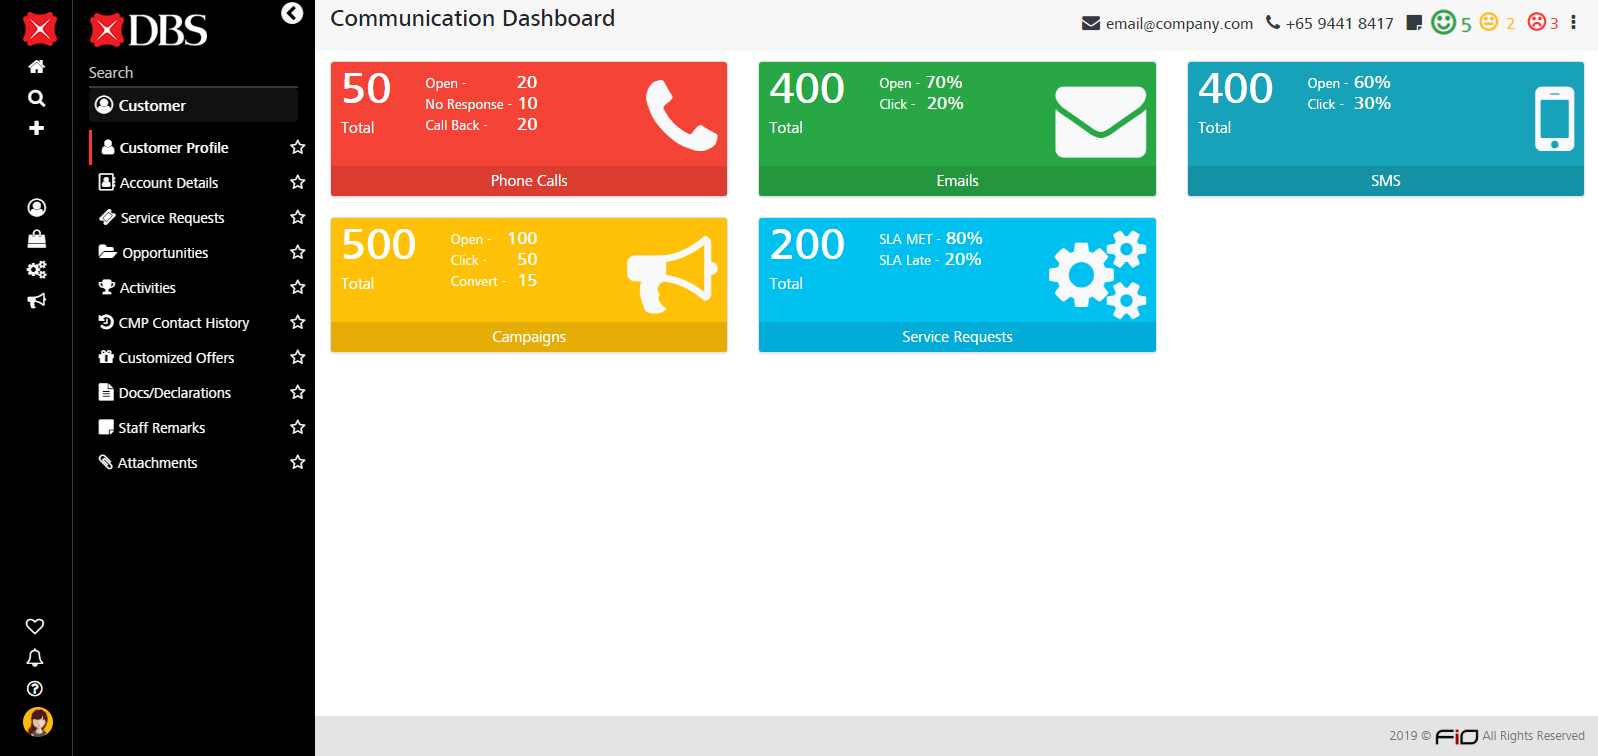 DBS
Search
Customer
Customer Profile
Account Details
Service Requests
Opportunities
Activities
CMP Contact History
Customized Offers
Docs/Declarations
Staff Remarks
Attachments
Communication Dashboard
email@company.com +65 9441 8417 5 2 3
50
Total
Open - 20
No Response - 10
Call Back - 20
Phone Calls
400
Total
Open - 70%
Click - 20%
Emails
400
Total
Open - 60%
Click - 30%
SMS
500
Total
Open - 100
Click - 50
Convert - 15
Campaigns
200
Total
SLA MET - 80%
SLA Late - 20%
Service Requests
2019 © FiO All Rights Reserved